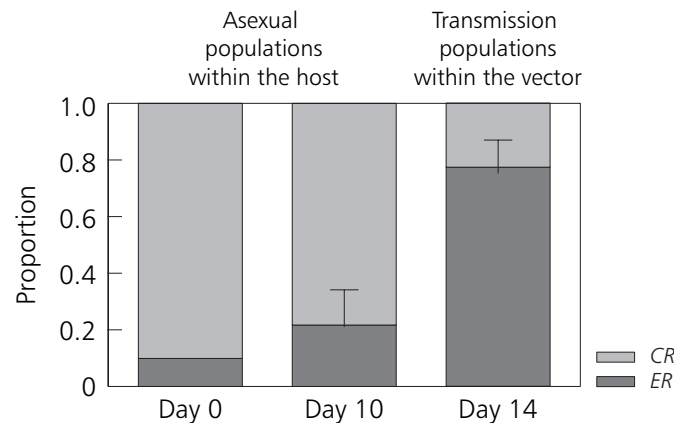 Asexual
populations
within the host
Transmission
populations
within the vector
1.0
0.8
0.6
0.4
0.2
0
Proportion
Day 0
Day 10
Day 14
CR
ER